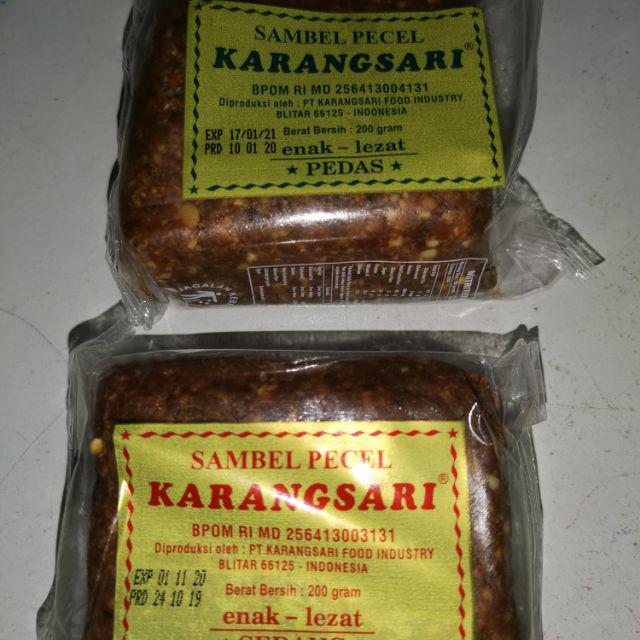 SAMBEL PECEL
KARANGSARI®
BPOM RI MD 256413004131
Diproduksi oleh : PT KARANGSARI FOOD INDUSTRY
BLITAR 66125 - INDONESIA
EXP 17/01/21 Berat Bersih : 200 gram
PRD 10 01 20 enak – lezat
★ PEDAS ★
SAMBEL PECEL
KARANGSARI®
BPOM RI MD 256413003131
Diproduksi oleh : PT KARANGSARI FOOD INDUSTRY
BLITAR 66125 - INDONESIA
EXP 01 11 20 Berat Bersih : 200 gram
PRD 24 10 19 enak – lezat
SEDANG